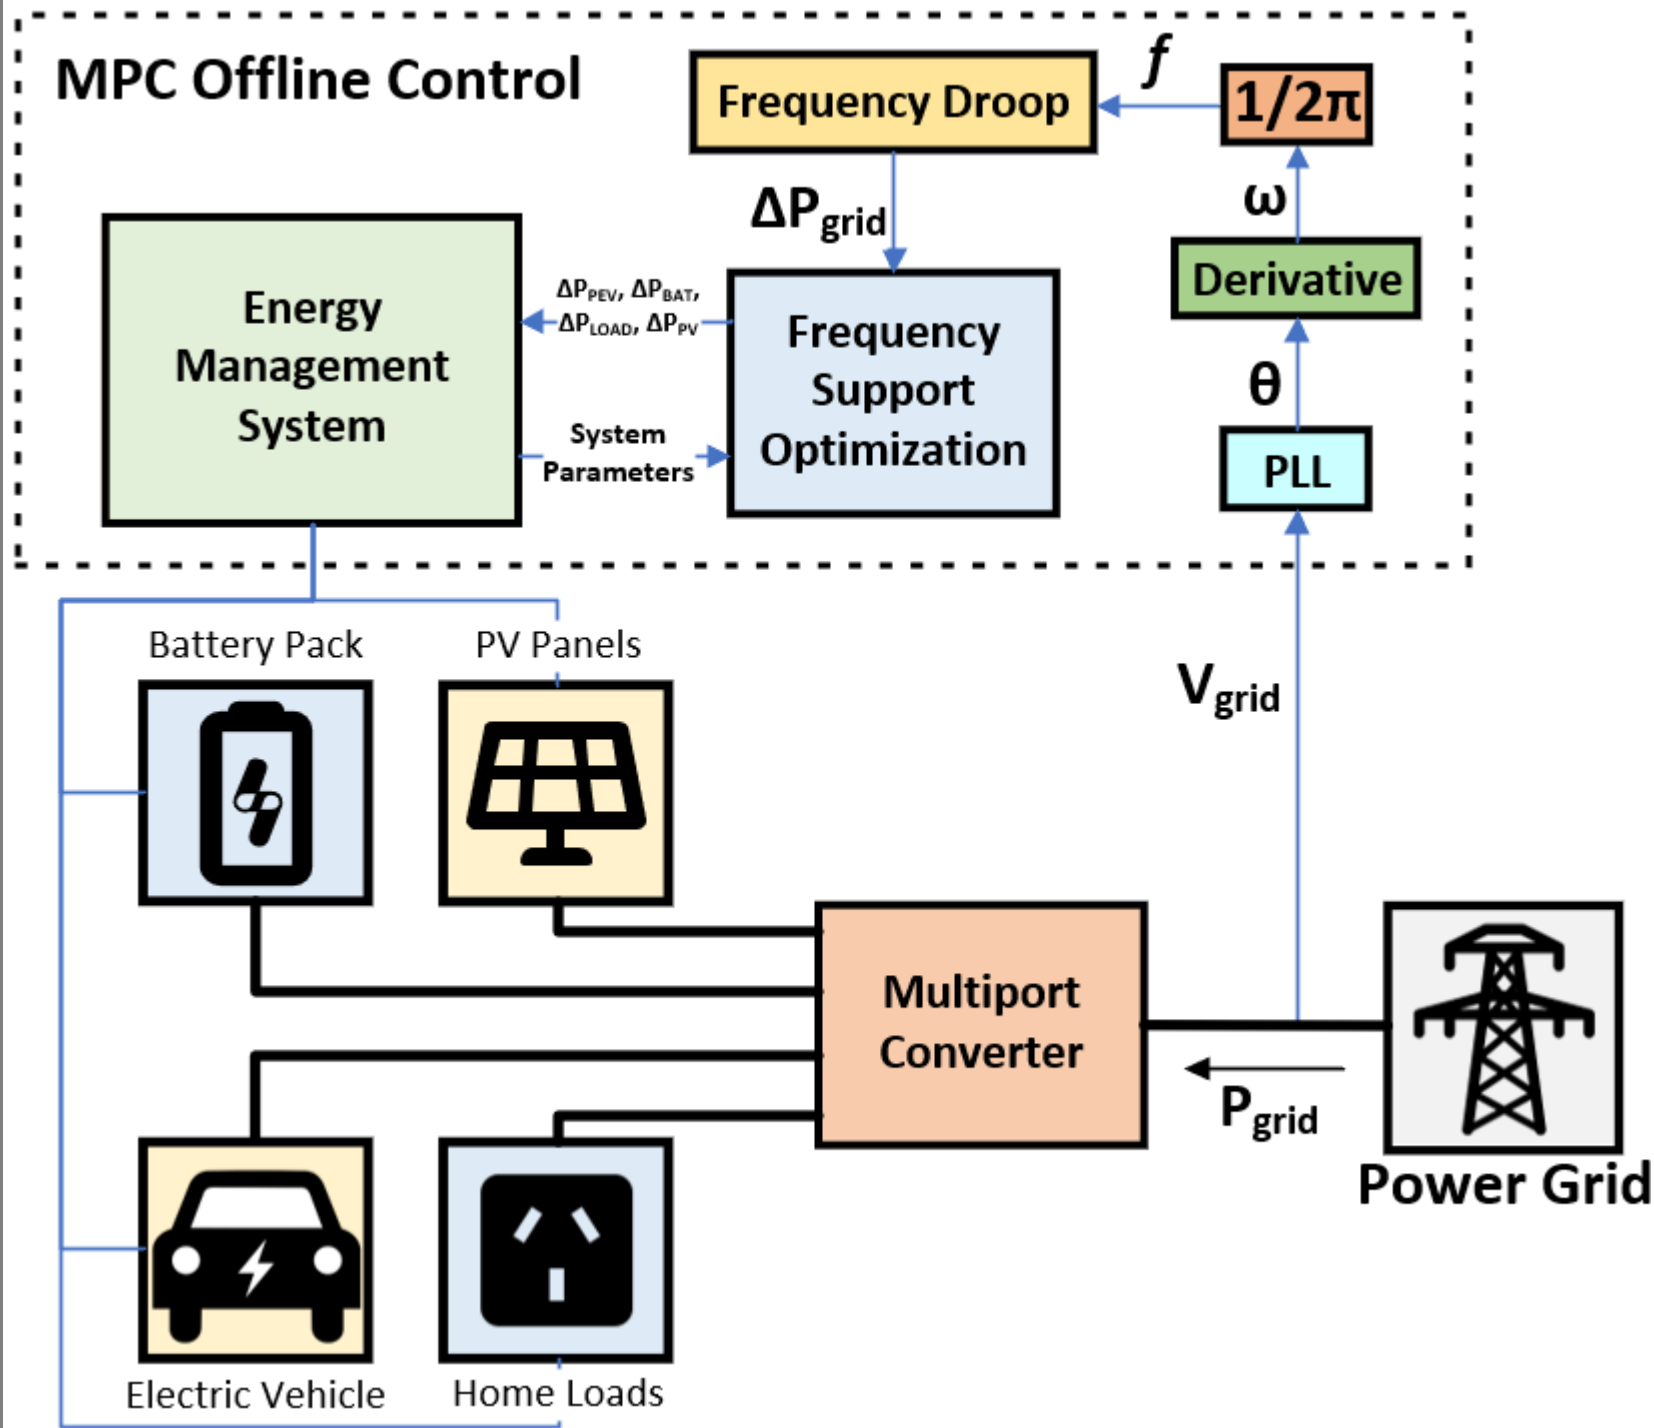 MPC Offline Control
Frequency Droop
f
1/2π
ω
Derivative
θ
PLL
ΔPgrid
Energy
Management
System
ΔPPEV, ΔPBAT,
ΔPLOAD, ΔPPV
System
Parameters
Frequency
Support
Optimization
Vgrid
Battery Pack
PV Panels
Multiport
Converter
Pgrid
Power Grid
Electric Vehicle
Home Loads